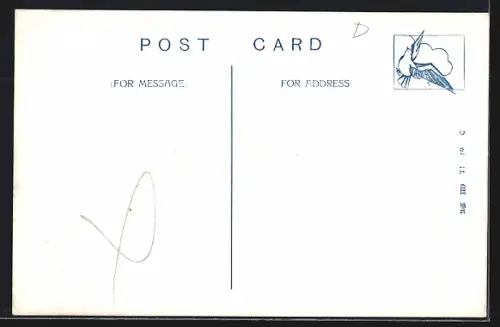 D
POST CARD
(FOR MESSAGE)
FOR ADDRESS)